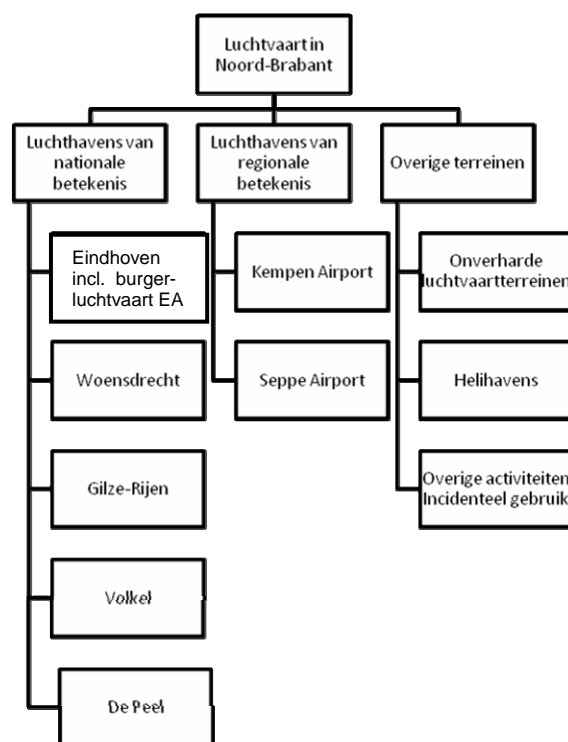 Luchtvaart in
Noord-Brabant
Luchthavens van
nationale
betekenis
Luchthavens van
regionale
betekenis
Overige terreinen
Eindhoven
incl. burger-
luchtvaart EA
Woensdrecht
Gilze-Rijen
Volkel
De Peel
Kempen Airport
Seppe Airport
Onverharde
luchtvaartterreinen
Helihavens
Overige activiteiten
Incidenteel gebruik